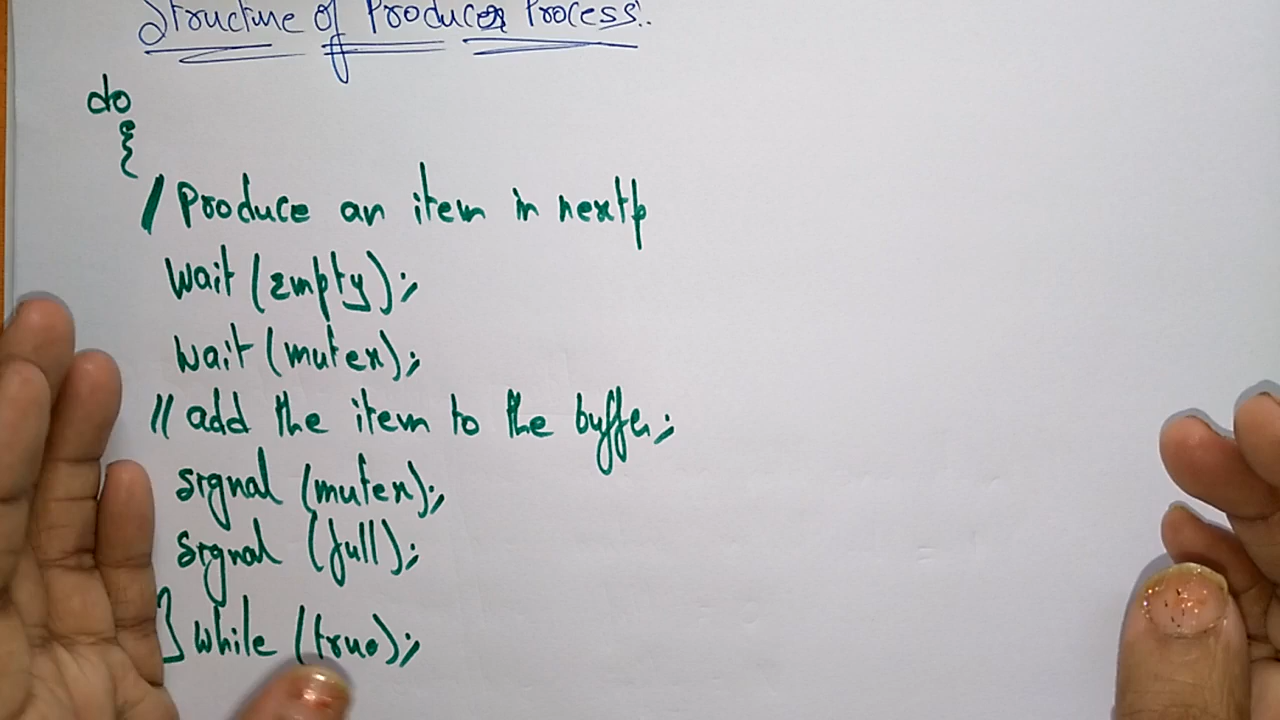 Structure of Producer Process.
do
{
/ Produce an item in nextp
wait (empty);
wait (mutex);
// add the item to the buffer;
signal (mutex);
signal (full);
} while (true);